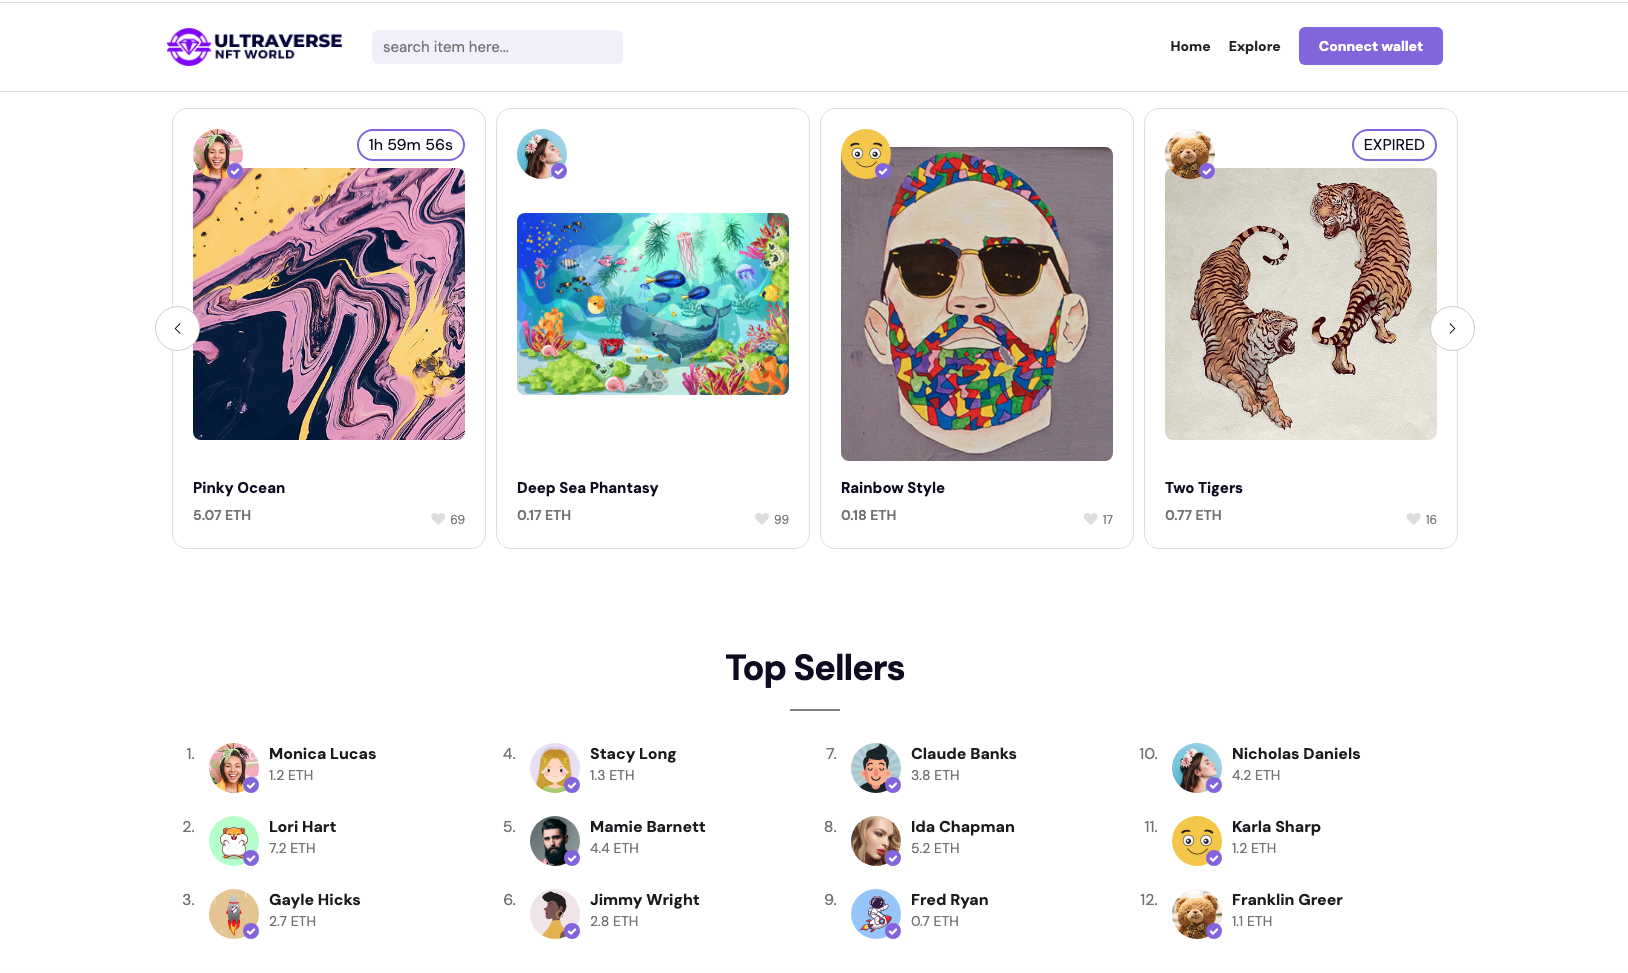 ULTRAVERSE
NFT WORLD
search item here...
Home
Explore
Connect wallet
1h 59m 56s
EXPIRED
Pinky Ocean
5.07 ETH
69
Deep Sea Phantasy
0.17 ETH
99
Rainbow Style
0.18 ETH
17
Two Tigers
0.77 ETH
16
Top Sellers
1.
Monica Lucas
1.2 ETH
2.
Lori Hart
7.2 ETH
3.
Gayle Hicks
2.7 ETH
4.
Stacy Long
1.3 ETH
5.
Mamie Barnett
4.4 ETH
6.
Jimmy Wright
2.8 ETH
7.
Claude Banks
3.8 ETH
8.
Ida Chapman
5.2 ETH
9.
Fred Ryan
0.7 ETH
10.
Nicholas Daniels
4.2 ETH
11.
Karla Sharp
1.2 ETH
12.
Franklin Greer
1.1 ETH